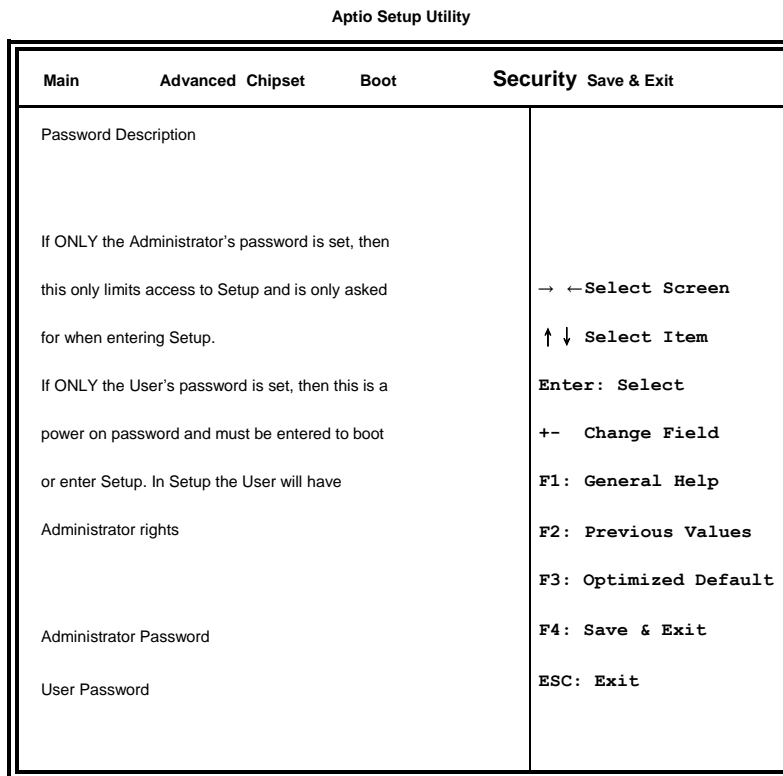 Aptio Setup Utility
Main Advanced Chipset Boot Security Save & Exit
Password Description
If ONLY the Administrator’s password is set, then
this only limits access to Setup and is only asked
for when entering Setup.
If ONLY the User’s password is set, then this is a
power on password and must be entered to boot
or enter Setup. In Setup the User will have
Administrator rights
Administrator Password
User Password
→ ←Select Screen
↑↓ Select Item
Enter: Select
+- Change Field
F1: General Help
F2: Previous Values
F3: Optimized Default
F4: Save & Exit
ESC: Exit